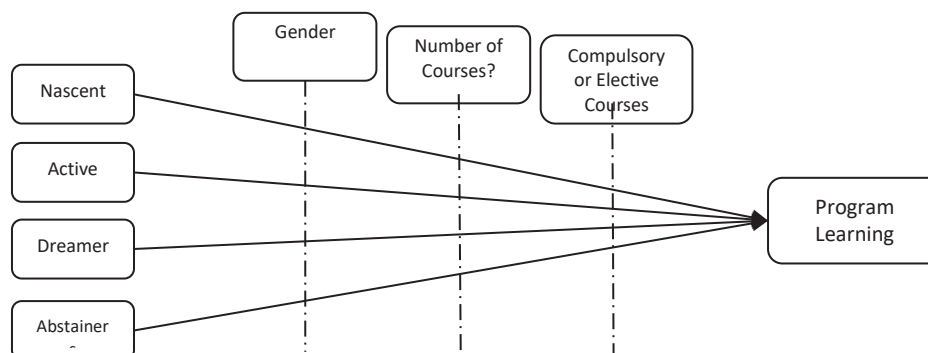 Gender
Number of
Courses?
Compulsory
or Elective
Courses
Nascent
Active
Dreamer
Abstainer
Program
Learning